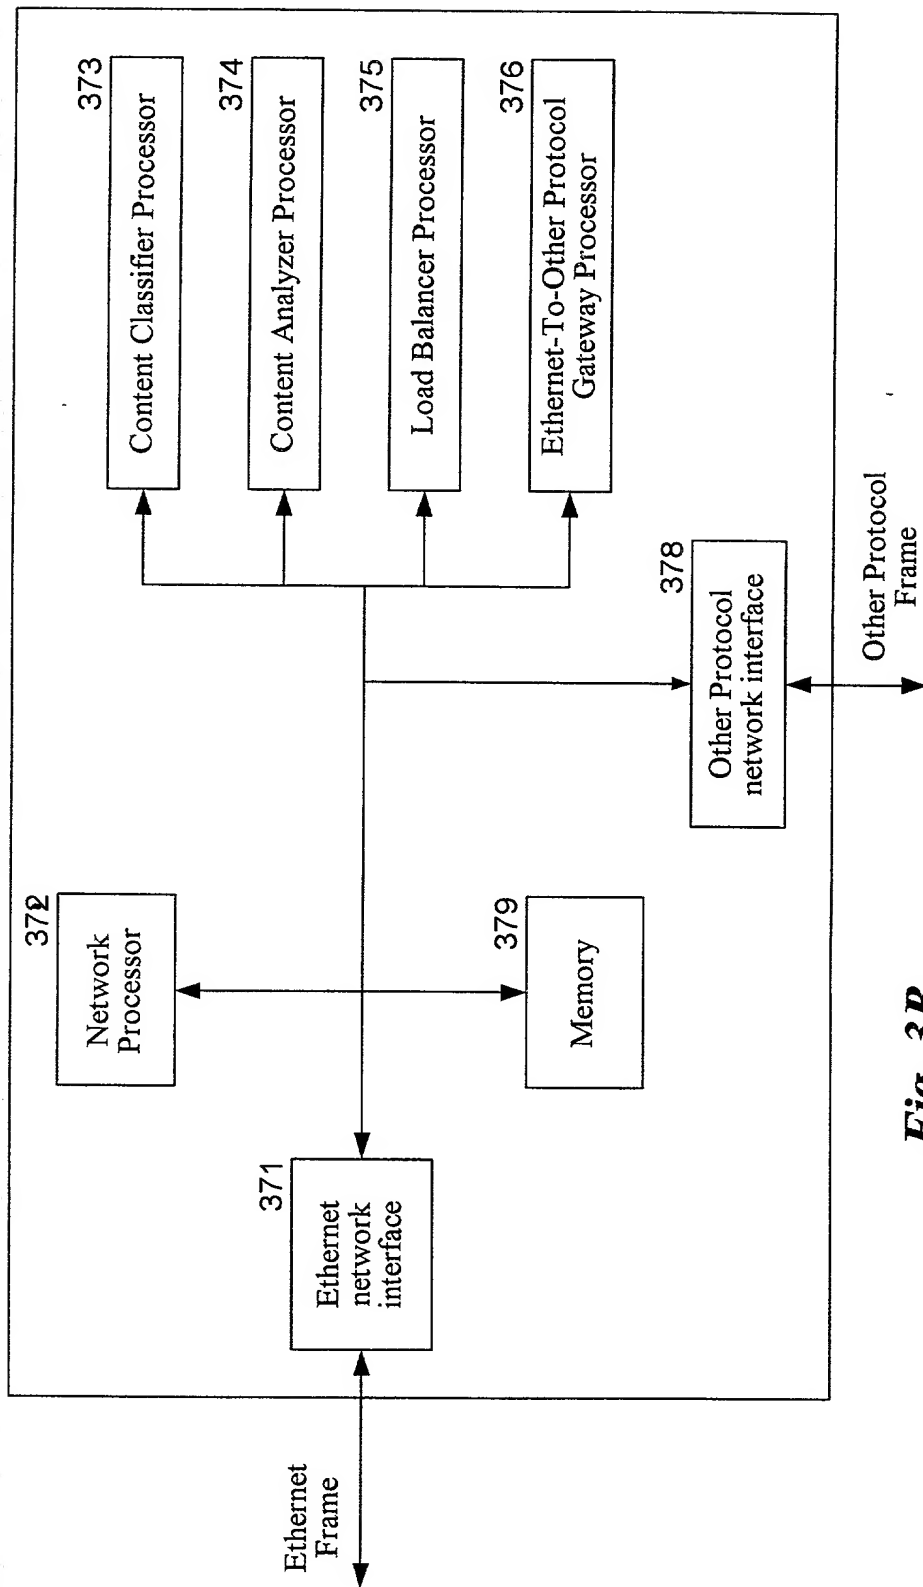 373
Content Classifier Processor
374
Content Analyzer Processor
375
Load Balancer Processor
376
Ethernet-To-Other Protocol
Gateway Processor
372
Network
Processor
379
Memory
378
Other Protocol
network interface
371
Ethernet
network
interface
Ethernet
Frame
Other Protocol
Frame
Fig.